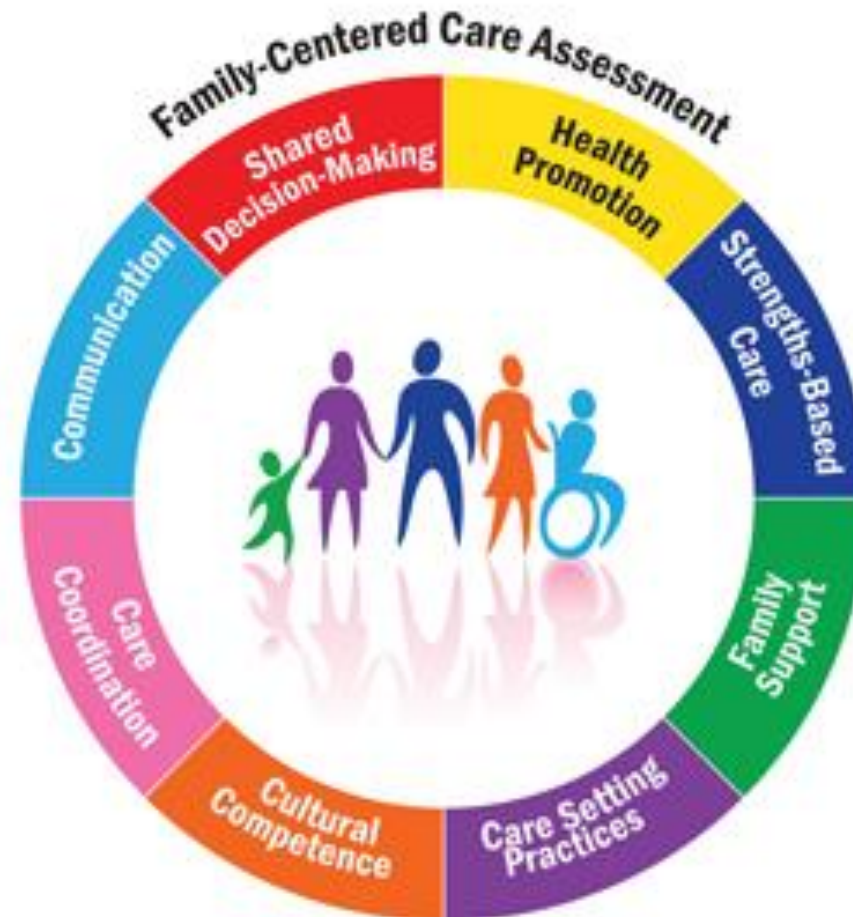 Family-Centered Care Assessment
Shared
Decision-Making
Health
Promotion
Strengths-Based
Care
Family
Support
Care Setting
Practices
Cultural
Competence
Care
Coordination
Communication